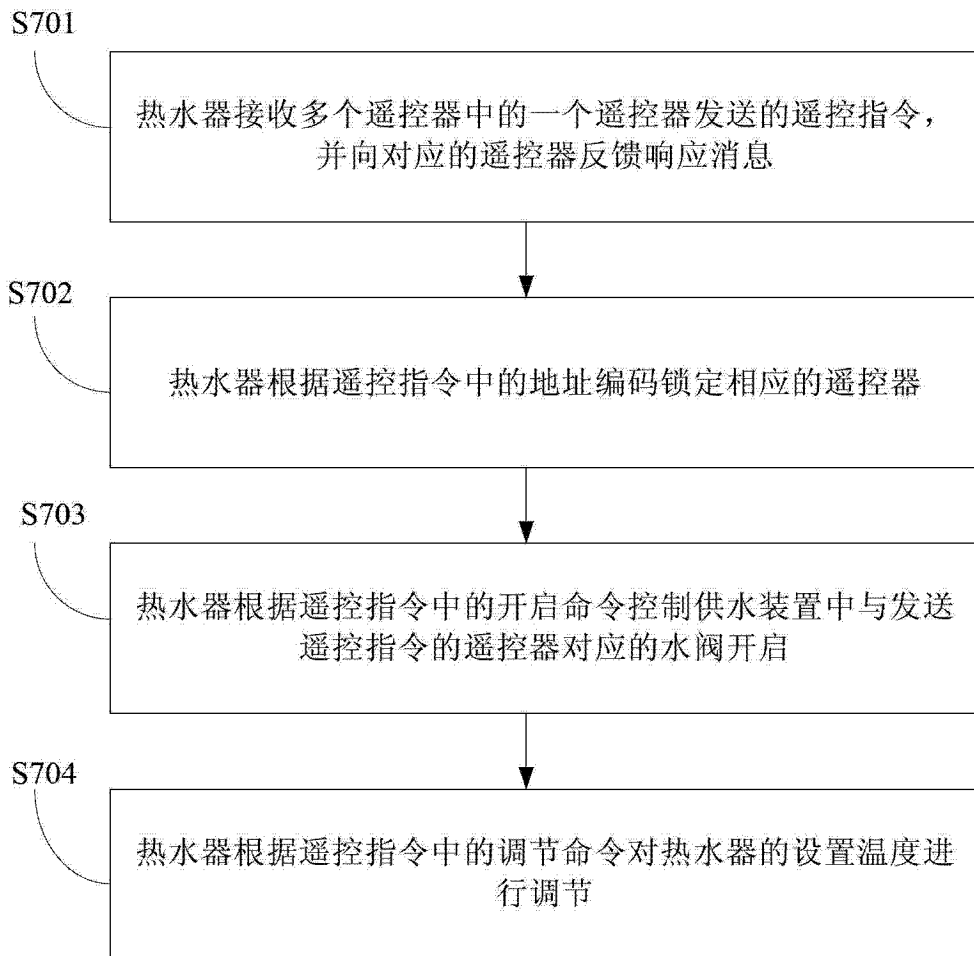 S701
热水器接收多个遥控器中的一个遥控器发送的遥控指令，
并向对应的遥控器反馈响应消息
S702
热水器根据遥控指令中的地址编码锁定相应的遥控器
S703
热水器根据遥控指令中的开启命令控制供水装置中与发送
遥控指令的遥控器对应的水阀开启
S704
热水器根据遥控指令中的调节命令对热水器的设置温度进
行调节